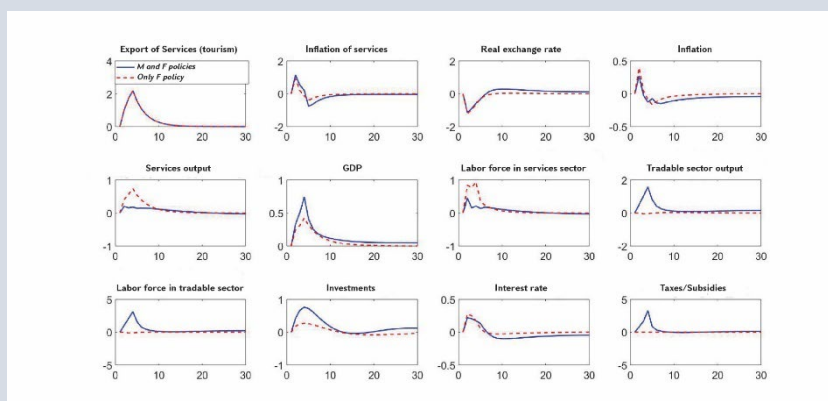 Export of Services (tourism)
4
2
0
0 10 20 30
M and F policies
Only F policy
Inflation of services
2
0
-2
0 10 20 30
Real exchange rate
2
0
-2
0 10 20 30
Inflation
0.5
0
-0.5
0 10 20 30
Services output
1
0
-1
0 10 20 30
GDP
1
0.5
0
0 10 20 30
Labor force in services sector
1
0
-1
0 10 20 30
Tradable sector output
2
0
-2
0 10 20 30
Labor force in tradable sector
5
0
-5
0 10 20 30
Investments
1
0
-1
0 10 20 30
Interest rate
0.5
0
-0.5
0 10 20 30
Taxes/Subsidies
5
0
-5
0 10 20 30